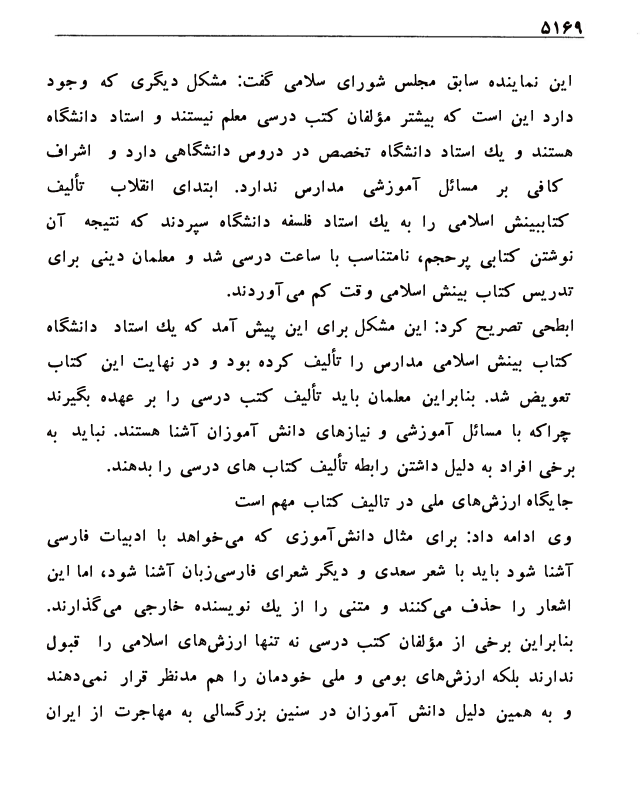 ۵۱۶۹
این نماینده سابق مجلس شورای سلامی گفت: مشکل دیگری که وجود
دارد این است که بیشتر مؤلفان کتب درسی معلم نیستند و استاد دانشگاه
هستند و یك استاد دانشگاه تخصص در دروس دانشگاهی دارد و اشراف
کافی بر مسائل آموزشی مدارس ندارد. ابتدای انقلاب تألیف
کتاببینش اسلامی را به یك استاد فلسفه دانشگاه سپردند که نتیجه آن
نوشتن کتابی پرحجم، نامتناسب با ساعت درسی شد و معلمان دینی برای
تدریس کتاب بینش اسلامی وقت کم می‌آوردند.
ابطحی تصریح کرد: این مشکل برای این پیش آمد که یك استاد دانشگاه
کتاب بینش اسلامی مدارس را تألیف کرده بود و در نهایت این کتاب
تعویض شد. بنابراین معلمان باید تألیف کتب درسی را بر عهده بگیرند
چراکه با مسائل آموزشی و نیازهای دانش آموزان آشنا هستند. نباید به
برخی افراد به دلیل داشتن رابطه تألیف کتاب های درسی را بدهند.
جایگاه ارزش‌های ملی در تالیف کتاب مهم است
وی ادامه داد: برای مثال دانش‌آموزی که می‌خواهد با ادبیات فارسی
آشنا شود باید با شعر سعدی و دیگر شعرای فارسی‌زبان آشنا شود، اما این
اشعار را حذف می‌کنند و متنی را از یك نویسنده خارجی می‌گذارند.
بنابراین برخی از مؤلفان کتب درسی نه تنها ارزش‌های اسلامی را قبول
ندارند بلکه ارزش‌های بومی و ملی خودمان را هم مدنظر قرار نمی‌دهند
و به همین دلیل دانش آموزان در سنین بزرگسالی به مهاجرت از ایران